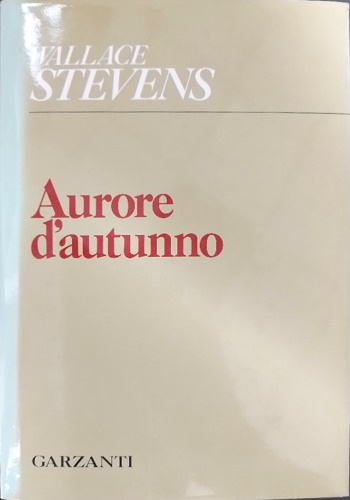 WALLACE
STEVENS
Aurore
d'autunno
GARZANTI